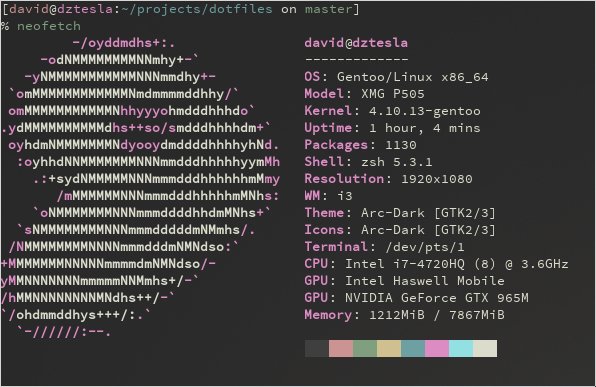 [david@dztesla:~/projects/dotfiles on master]
% neofetch
-/oyddmdhs+:.
-odNMMMMMMMMNNmhy+-`
-yNMMMMMMMMMMMNNNmmdhy+-
`omMMMMMMMMMMMMNmdmmmmddhhy/`
omMMMMMMMMMMMNhhyyyohmdddhhhdo`
.ydMMMMMMMMMMdhs++so/smdddhhhhdm+`
oyhdmNMMMMMMMNdyooydmddddhhhhyhNd.
:oyhhdNNMMMMMMMNNNmmdddhhhhhyymMh
.:+sydNMMMMMNNNmmmdddhhhhhhmMmy
/mMMMMMMNNNmmmdddhhhhhmMNhs:
`oNMMMMMMMNNNmmmddddhhdmMNhs+`
`sNMMMMMMMMNNNmmmdddddmNMmhs/.
/NMMMMMMMMNNNNmmmdddmNMNdso:`
+MMMMMMMNNNNNmmmmdmNMNdso/-
yMMNNNNNNNmmmmmNNMmhs+/-`
/hMMNNNNNNNNMNdhs++/-`
`/ohdmmddhys+++/:.`
`-//////:--.
david@dztesla
-------------
OS: Gentoo/Linux x86_64
Model: XMG P505
Kernel: 4.10.13-gentoo
Uptime: 1 hour, 4 mins
Packages: 1130
Shell: zsh 5.3.1
Resolution: 1920x1080
WM: i3
Theme: Arc-Dark [GTK2/3]
Icons: Arc-Dark [GTK2/3]
Terminal: /dev/pts/1
CPU: Intel i7-4720HQ (8) @ 3.6GHz
GPU: Intel Haswell Mobile
GPU: NVIDIA GeForce GTX 965M
Memory: 1212MiB / 7867MiB